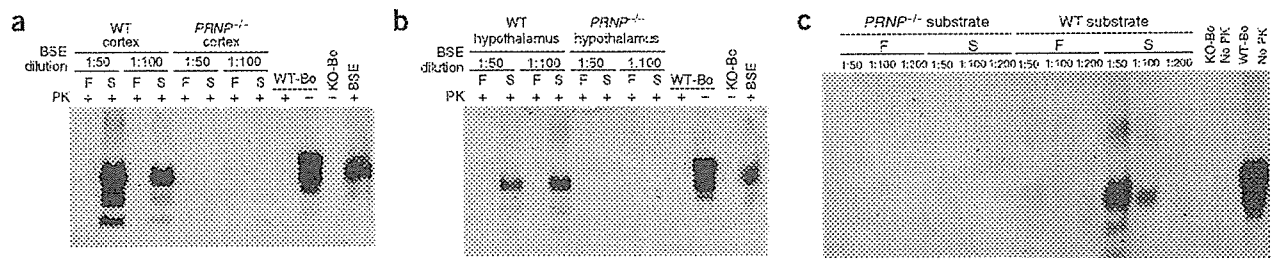 a
WT cortex PRNP-/- cortex
BSE dilution 1:50 1:100 1:50 1:100 WT-Bo KO-Bo BSE
F S F S F S F S
PK + + + + + + + + + − − +
b
WT hypothalamus PRNP-/- hypothalamus
BSE dilution 1:50 1:100 1:50 1:100 WT-Bo KO-Bo BSE
F S F S F S F S
PK + + + + + + + + + − − +
c
PRNP-/- substrate WT substrate
F S F S KO-Bo No PK WT-Bo No PK
1:50 1:100 1:200 1:50 1:100 1:200 1:50 1:100 1:200 1:50 1:100 1:200